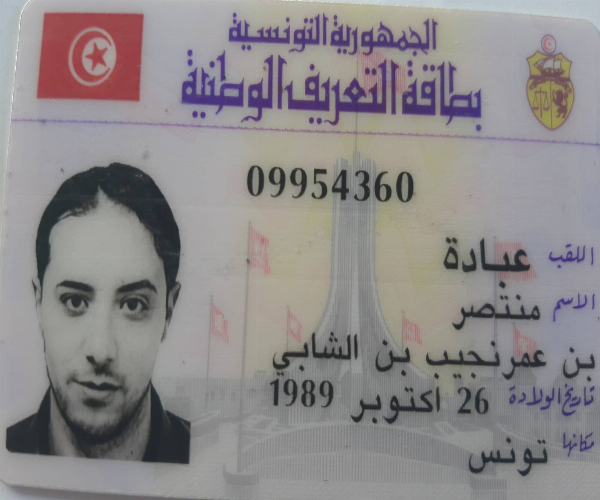 الجمهورية التونسية
بطاقة التعريف الوطنية
09954360
اللقب عبادة
الاسم منتصر
بن عمرنجيب بن الشابي
تاريخ الولادة 26 اكتوبر 1989
مكانها تونس